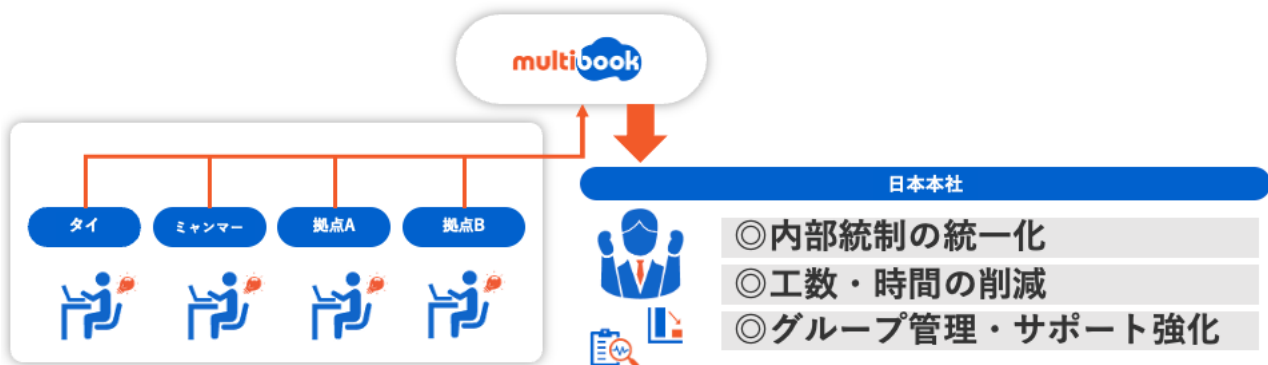 multibook
日本本社
タイ
ミャンマー
拠点A
拠点B
◎内部統制の統一化
◎工数・時間の削減
◎グループ管理・サポート強化